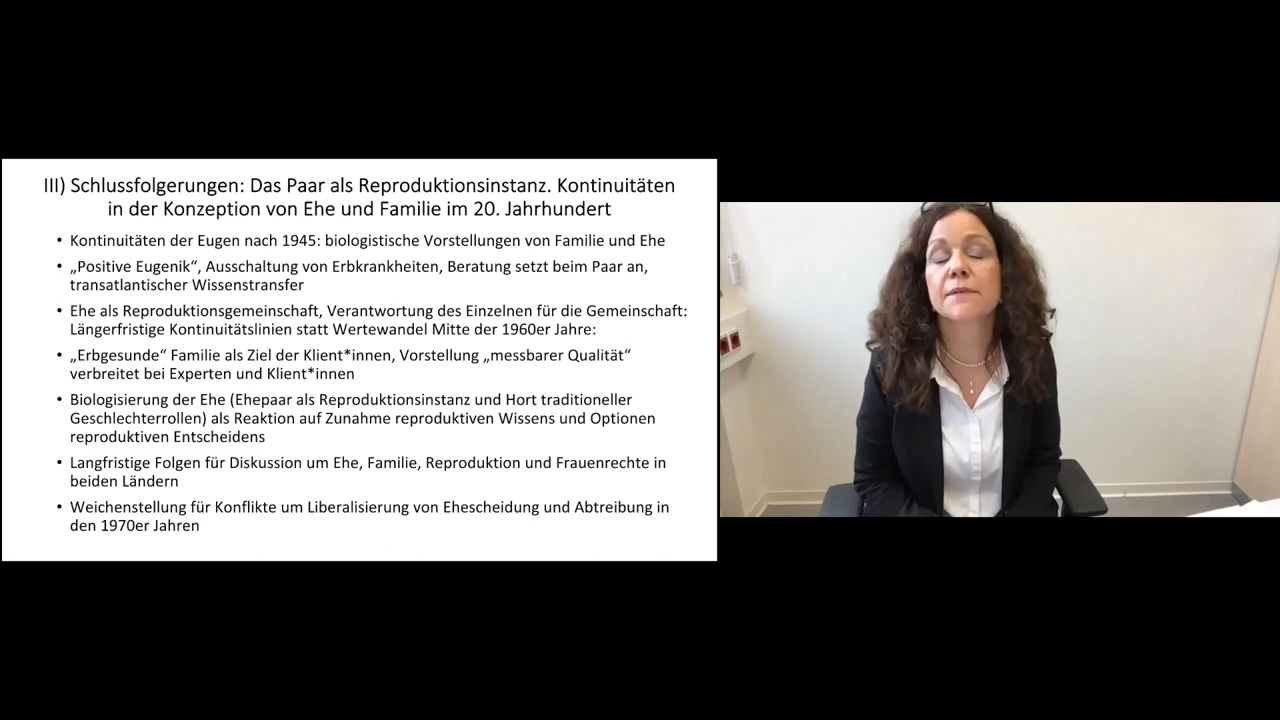 III) Schlussfolgerungen: Das Paar als Reproduktionsinstanz. Kontinuitäten
in der Konzeption von Ehe und Familie im 20. Jahrhundert
• Kontinuitäten der Eugen nach 1945: biologistische Vorstellungen von Familie und Ehe
• „Positive Eugenik“, Ausschaltung von Erbkrankheiten, Beratung setzt beim Paar an,
transatlantischer Wissenstransfer
• Ehe als Reproduktionsgemeinschaft, Verantwortung des Einzelnen für die Gemeinschaft:
Längerfristige Kontinuitätslinien statt Wertewandel Mitte der 1960er Jahre:
• „Erbgesunde“ Familie als Ziel der Klient*innen, Vorstellung „messbarer Qualität“
verbreitet bei Experten und Klient*innen
• Biologisierung der Ehe (Ehepaar als Reproduktionsinstanz und Hort traditioneller
Geschlechterrollen) als Reaktion auf Zunahme reproduktiven Wissens und Optionen
reproduktiven Entscheidens
• Langfristige Folgen für Diskussion um Ehe, Familie, Reproduktion und Frauenrechte in
beiden Ländern
• Weichenstellung für Konflikte um Liberalisierung von Ehescheidung und Abtreibung in
den 1970er Jahren